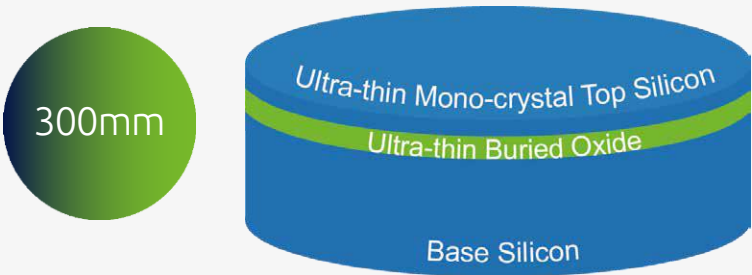 300mm
Ultra-thin Mono-crystal Top Silicon
Ultra-thin Buried Oxide
Base Silicon